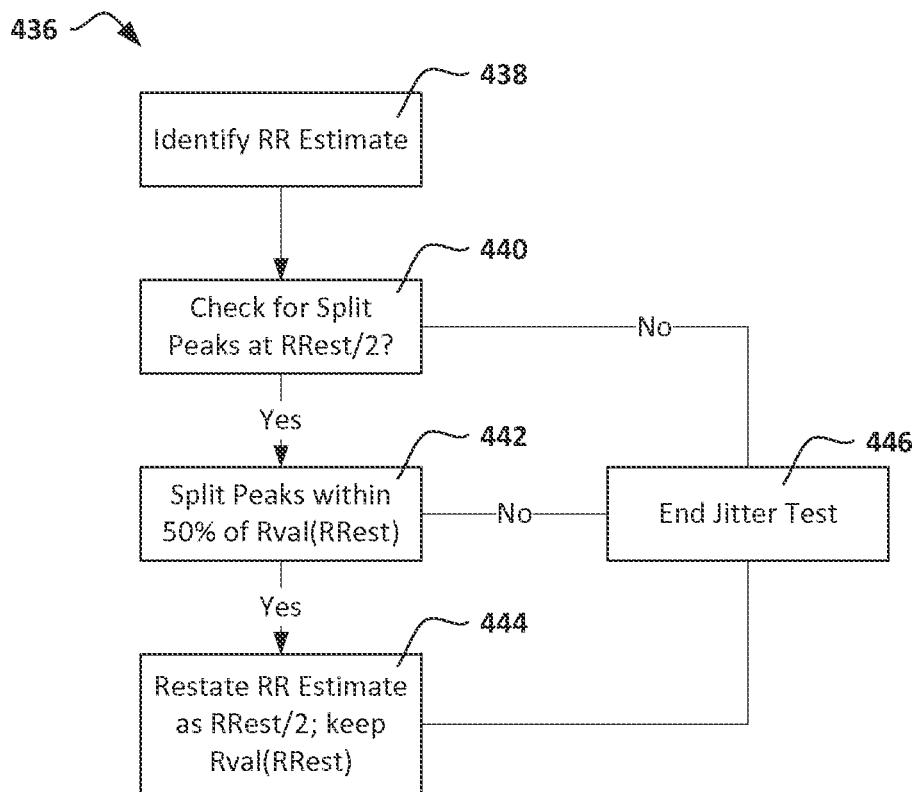 436
438
Identify RR Estimate
440
Check for Split
Peaks at RRest/2?
No
Yes
442
446
Split Peaks within
50% of Rval(RRest)
No
End Jitter Test
Yes
444
Restate RR Estimate
as RRest/2; keep
Rval(RRest)